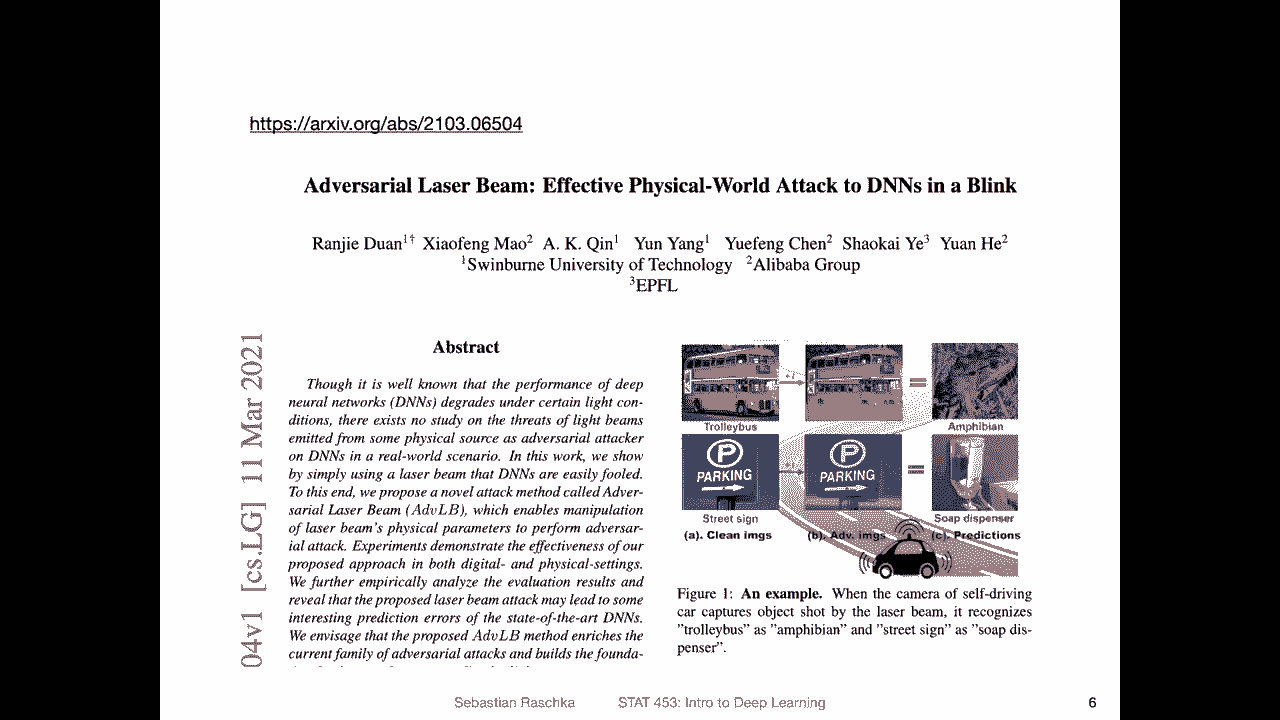 https://arxiv.org/abs/2103.06504
Adversarial Laser Beam: Effective Physical-World Attack to DNNs in a Blink
Ranjie Duan1† Xiaofeng Mao2 A. K. Qin1 Yun Yang1 Yuefeng Chen2 Shaokai Ye3 Yuan He2
1Swinburne University of Technology 2Alibaba Group
3EPFL
04v1 [cs.LG] 11 Mar 2021
Abstract
Though it is well known that the performance of deep
neural networks (DNNs) degrades under certain light con-
ditions, there exists no study on the threats of light beams
emitted from some physical source as adversarial attacker
on DNNs in a real-world scenario. In this work, we show
by simply using a laser beam that DNNs are easily fooled.
To this end, we propose a novel attack method called Adver-
sarial Laser Beam (AdvLB), which enables manipulation
of laser beam's physical parameters to perform adversar-
ial attack. Experiments demonstrate the effectiveness of our
proposed approach in both digital- and physical-settings.
We further empirically analyze the evaluation results and
reveal that the proposed laser beam attack may lead to some
interesting prediction errors of the state-of-the-art DNNs.
We envisage that the proposed AdvLB method enriches the
current family of adversarial attacks and builds the founda-
Trolleybus
Amphibian
P
PARKING
P
PARKING
Street sign
Soap dispenser
(a). Clean imgs
(b). Adv. imgs
(c). Predictions
Figure 1: An example. When the camera of self-driving
car captures object shot by the laser beam, it recognizes
"trolleybus" as "amphibian" and "street sign" as "soap dis-
penser".
Sebastian Raschka STAT 453: Intro to Deep Learning 6